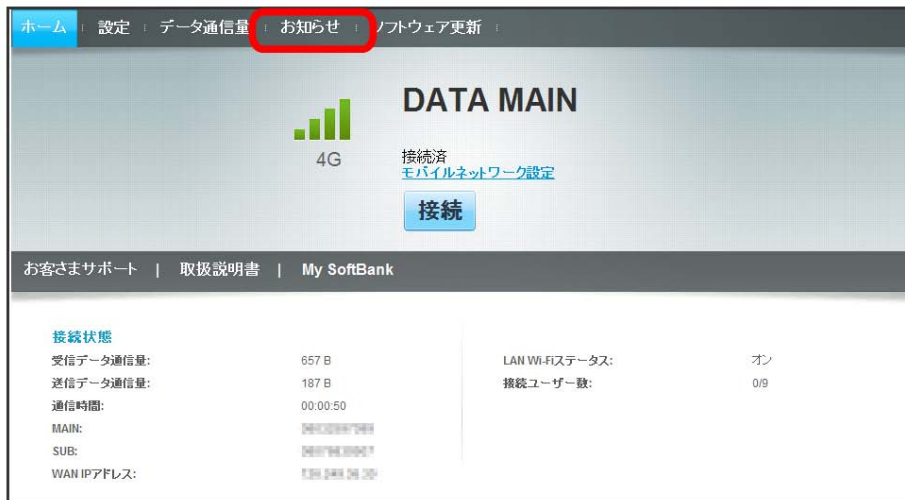 ホーム 設定 データ通信量 お知らせ フトウェア更新
DATA MAIN
4G
接続済
モバイルネットワーク設定
接続
お客さまサポート | 取扱説明書 | My SoftBank
接続状態
受信データ通信量: 657 B LAN Wi-Fiステータス: オン
送信データ通信量: 187 B 接続ユーザー数: 0/9
通信時間: 00:00:50
MAIN:
SUB:
WAN IPアドレス: